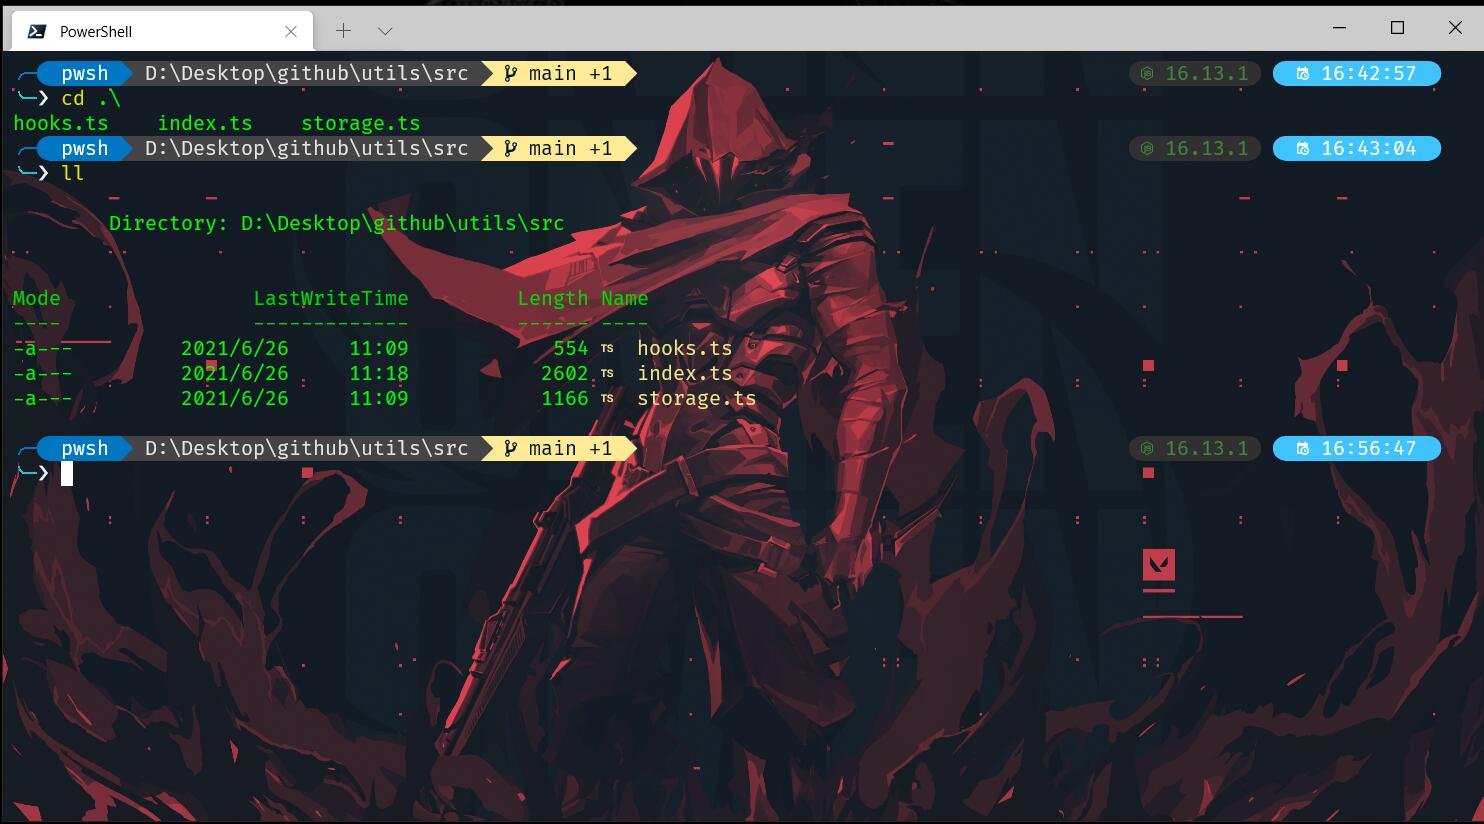 PowerShell
pwsh D:\Desktop\github\utils\src main +1 16.13.1 16:42:57
cd .\
hooks.ts index.ts storage.ts
pwsh D:\Desktop\github\utils\src main +1 16.13.1 16:43:04
ll
Directory: D:\Desktop\github\utils\src
Mode LastWriteTime Length Name
---- ------------- ------ ----
-a--- 2021/6/26 11:09 554 TS hooks.ts
-a--- 2021/6/26 11:18 2602 TS index.ts
-a--- 2021/6/26 11:09 1166 TS storage.ts
pwsh D:\Desktop\github\utils\src main +1 16.13.1 16:56:47